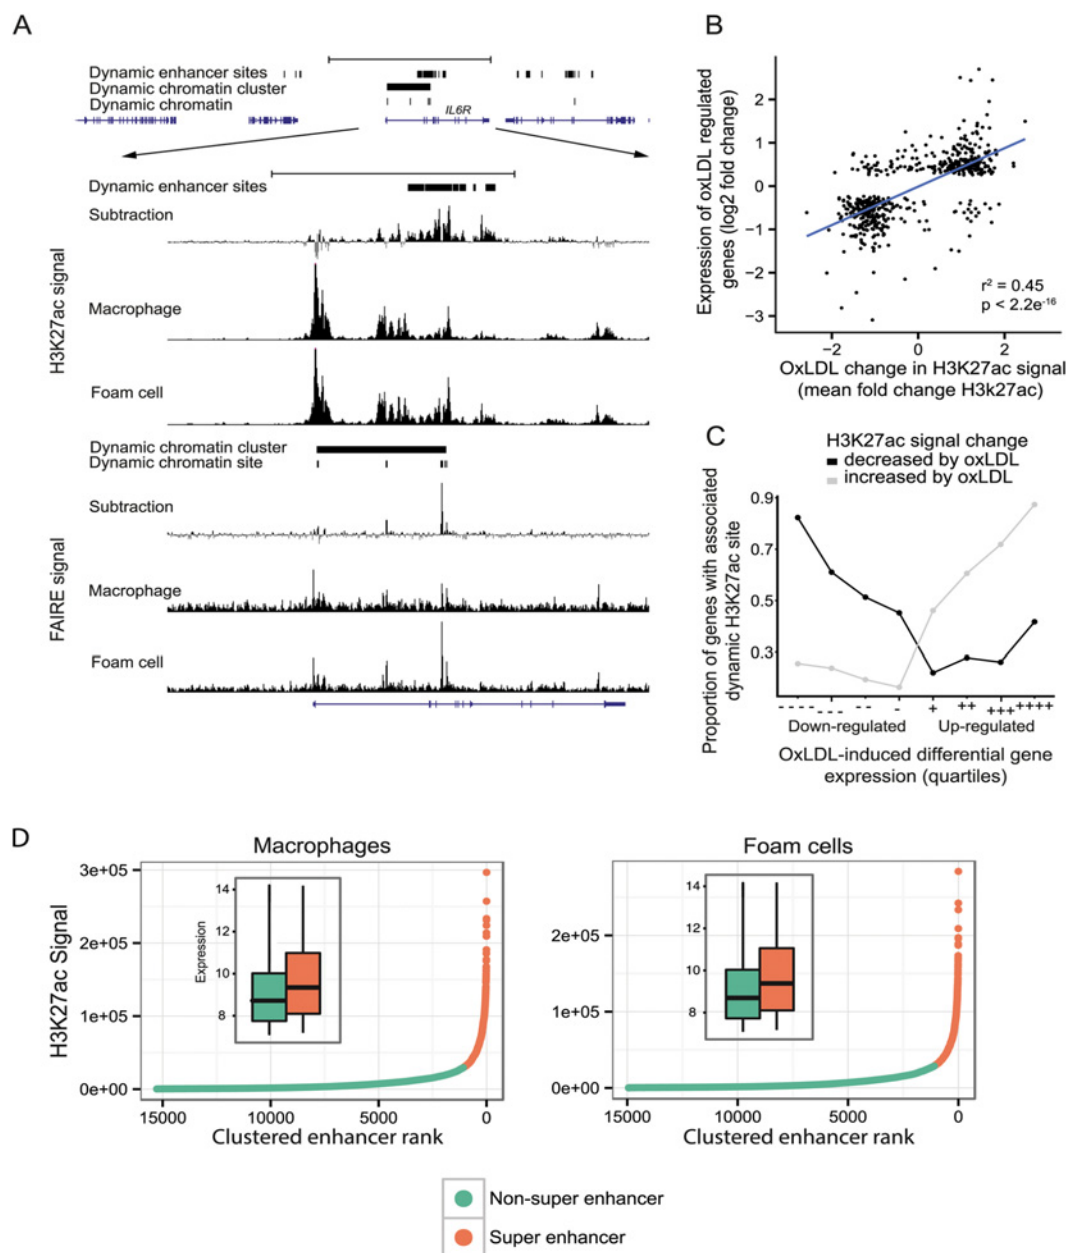 A
Dynamic enhancer sites
Dynamic chromatin cluster
Dynamic chromatin
IL6R
Dynamic enhancer sites
Subtraction
Macrophage
Foam cell
H3K27ac signal
Dynamic chromatin cluster
Dynamic chromatin site
Subtraction
Macrophage
Foam cell
FAIRE signal
B
Expression of oxLDL regulated
genes (log2 fold change)
2
1
0
−1
−2
−3
r² = 0.45
p < 2.2e⁻¹⁶
−2 0 2
OxLDL change in H3K27ac signal
(mean fold change H3k27ac)
C
H3K27ac signal change
decreased by oxLDL
increased by oxLDL
Proportion of genes with associated
dynamic H3K27ac site
0.9
0.7
0.5
0.3
---- --- -- - + ++ +++ ++++
Down-regulated Up-regulated
OxLDL-induced differential gene
expression (quartiles)
D
Macrophages
H3K27ac Signal
3e+05
2e+05
1e+05
0e+00
Expression
14
12
10
8
15000 10000 5000 0
Clustered enhancer rank
Foam cells
2e+05
1e+05
0e+00
14
12
10
8
15000 10000 5000 0
Clustered enhancer rank
Non-super enhancer
Super enhancer